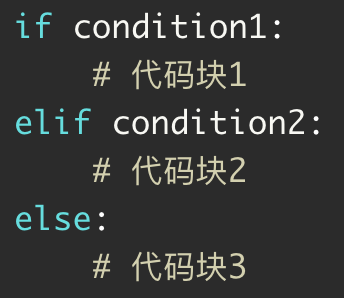 if condition1:
    # 代码块1
elif condition2:
    # 代码块2
else:
    # 代码块3